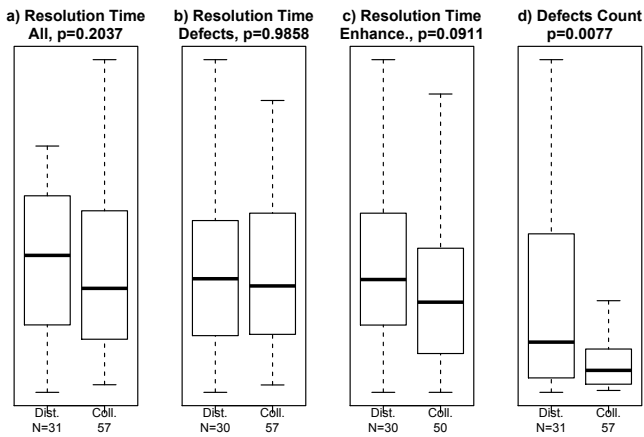 a) Resolution Time
All, p=0.2037
b) Resolution Time
Defects, p=0.9858
c) Resolution Time
Enhance., p=0.0911
d) Defects Count
p=0.0077
Dist. Coll.
N=31 57
Dist. Coll.
N=30 57
Dist. Coll.
N=30 50
Dist. Coll.
N=31 57